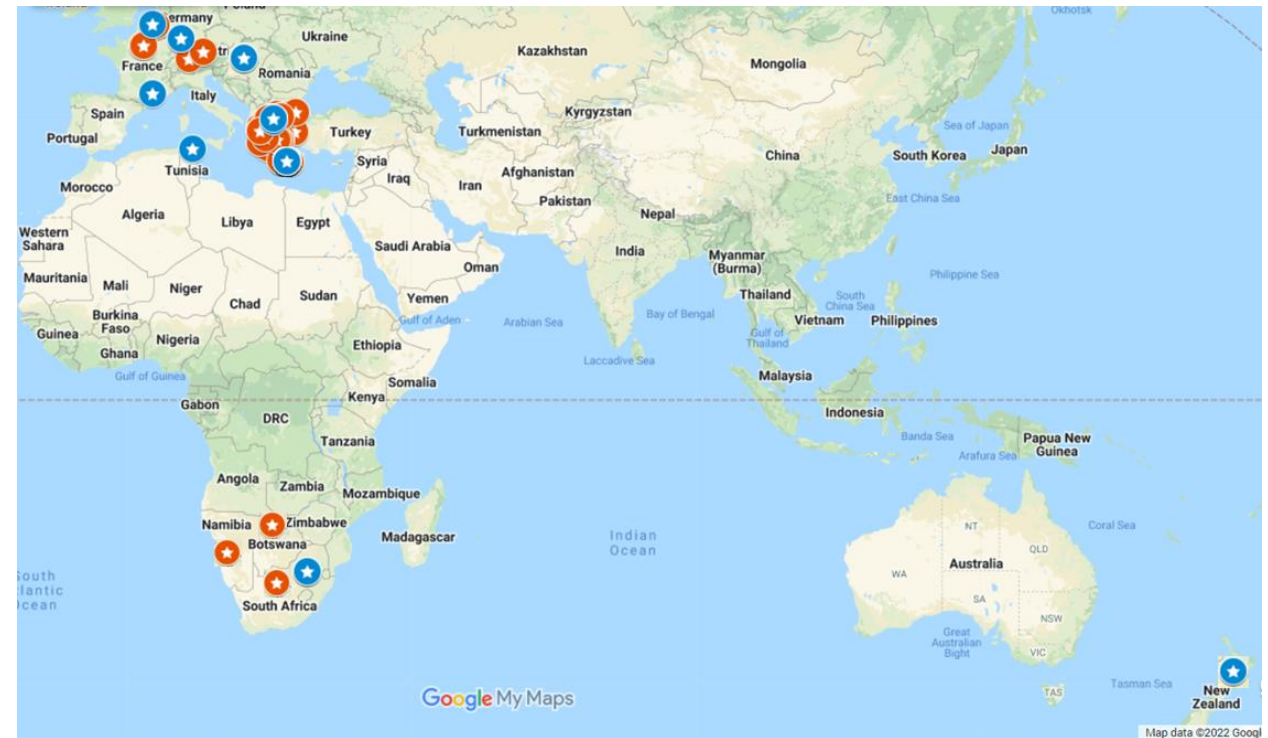 Okhotsk
Germany
Ukraine
Kazakhstan
Mongolia
France
Romania
Italy
Spain
Kyrgyzstan
Sea of Japan
Portugal
Turkey
Turkmenistan
China
South Korea
Japan
Tunisia
Syria
Afghanistan
Morocco
Iraq
Iran
East China Sea
Pakistan
Nepal
Algeria
Libya
Egypt
Western
Sahara
Saudi Arabia
India
Myanmar
(Burma)
Oman
Philippine Sea
Mauritania
Mali
Niger
Chad
Sudan
Yemen
Thailand
South
China Sea
Burkina
Faso
Gulf of Aden
Arabian Sea
Bay of Bengal
Vietnam
Philippines
Guinea
Nigeria
Ghana
Ethiopia
Gulf of
Thailand
Laccadive Sea
Gulf of Guinea
Somalia
Malaysia
Gabon
Kenya
DRC
Indonesia
Tanzania
Banda Sea
Papua New
Guinea
Arafura Sea
Angola
Zambia
Mozambique
Namibia
Zimbabwe
Botswana
Madagascar
Indian
Ocean
NT
Coral Sea
QLD
Australia
WA
South
Atlantic
Ocean
South Africa
SA
NSW
Great
Australian
Bight
VIC
TAS
Tasman Sea
New
Zealand
Google My Maps
Map data ©2022 Googl